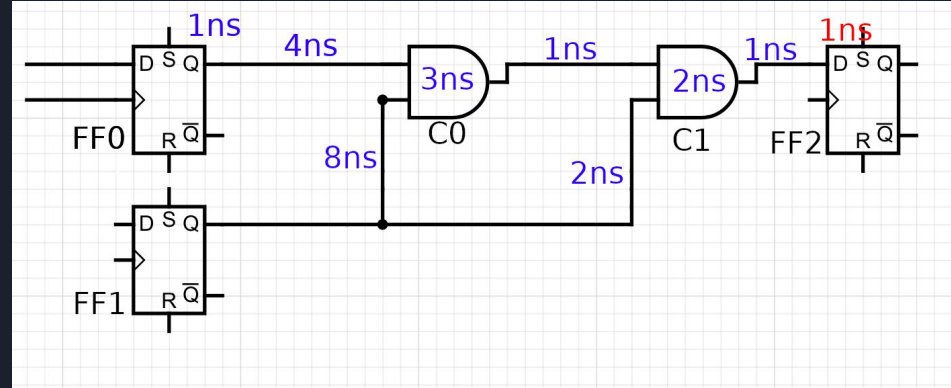 1ns
4ns
1ns
1ns
1ns
D S Q
3ns
2ns
D S Q
FF0
R Q̅
C0
C1
FF2
R Q̅
8ns
2ns
D S Q
FF1
R Q̅